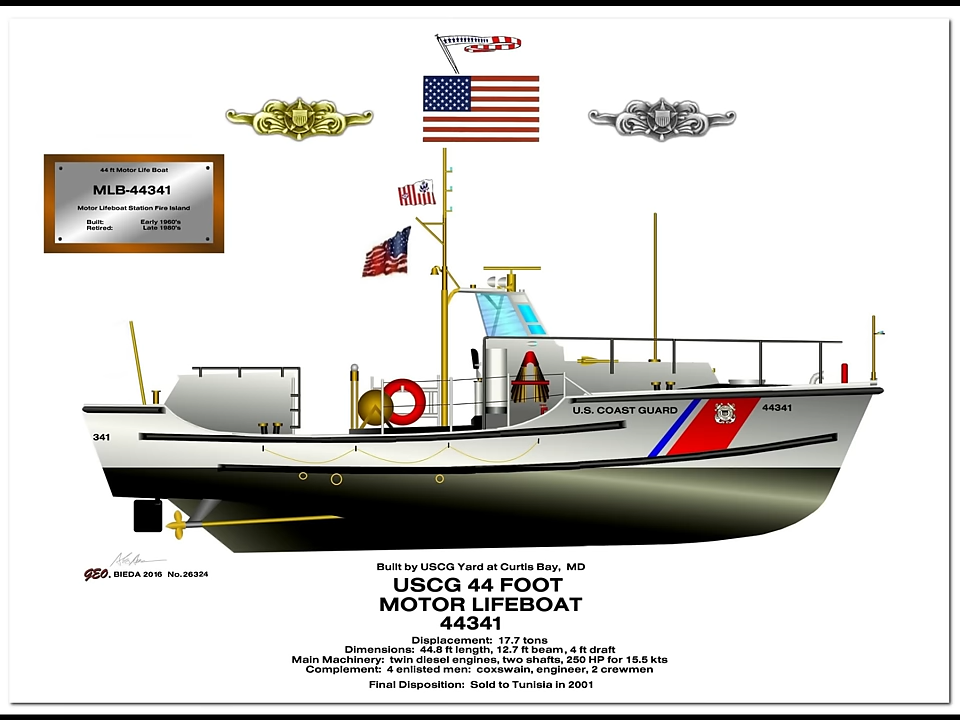 44 ft Motor Life Boat
MLB-44341
Motor Lifeboat Station Fire Island
Built: Early 1960's
Retired: Late 1980's
U.S. COAST GUARD
44341
341
GEO. BIEDA 2016 No.26324
Built by USCG Yard at Curtis Bay, MD
USCG 44 FOOT
MOTOR LIFEBOAT
44341
Displacement: 17.7 tons
Dimensions: 44.8 ft length, 12.7 ft beam, 4 ft draft
Main Machinery: twin diesel engines, two shafts, 250 HP for 15.5 kts
Complement: 4 enlisted men: coxswain, engineer, 2 crewmen
Final Disposition: Sold to Tunisia in 2001